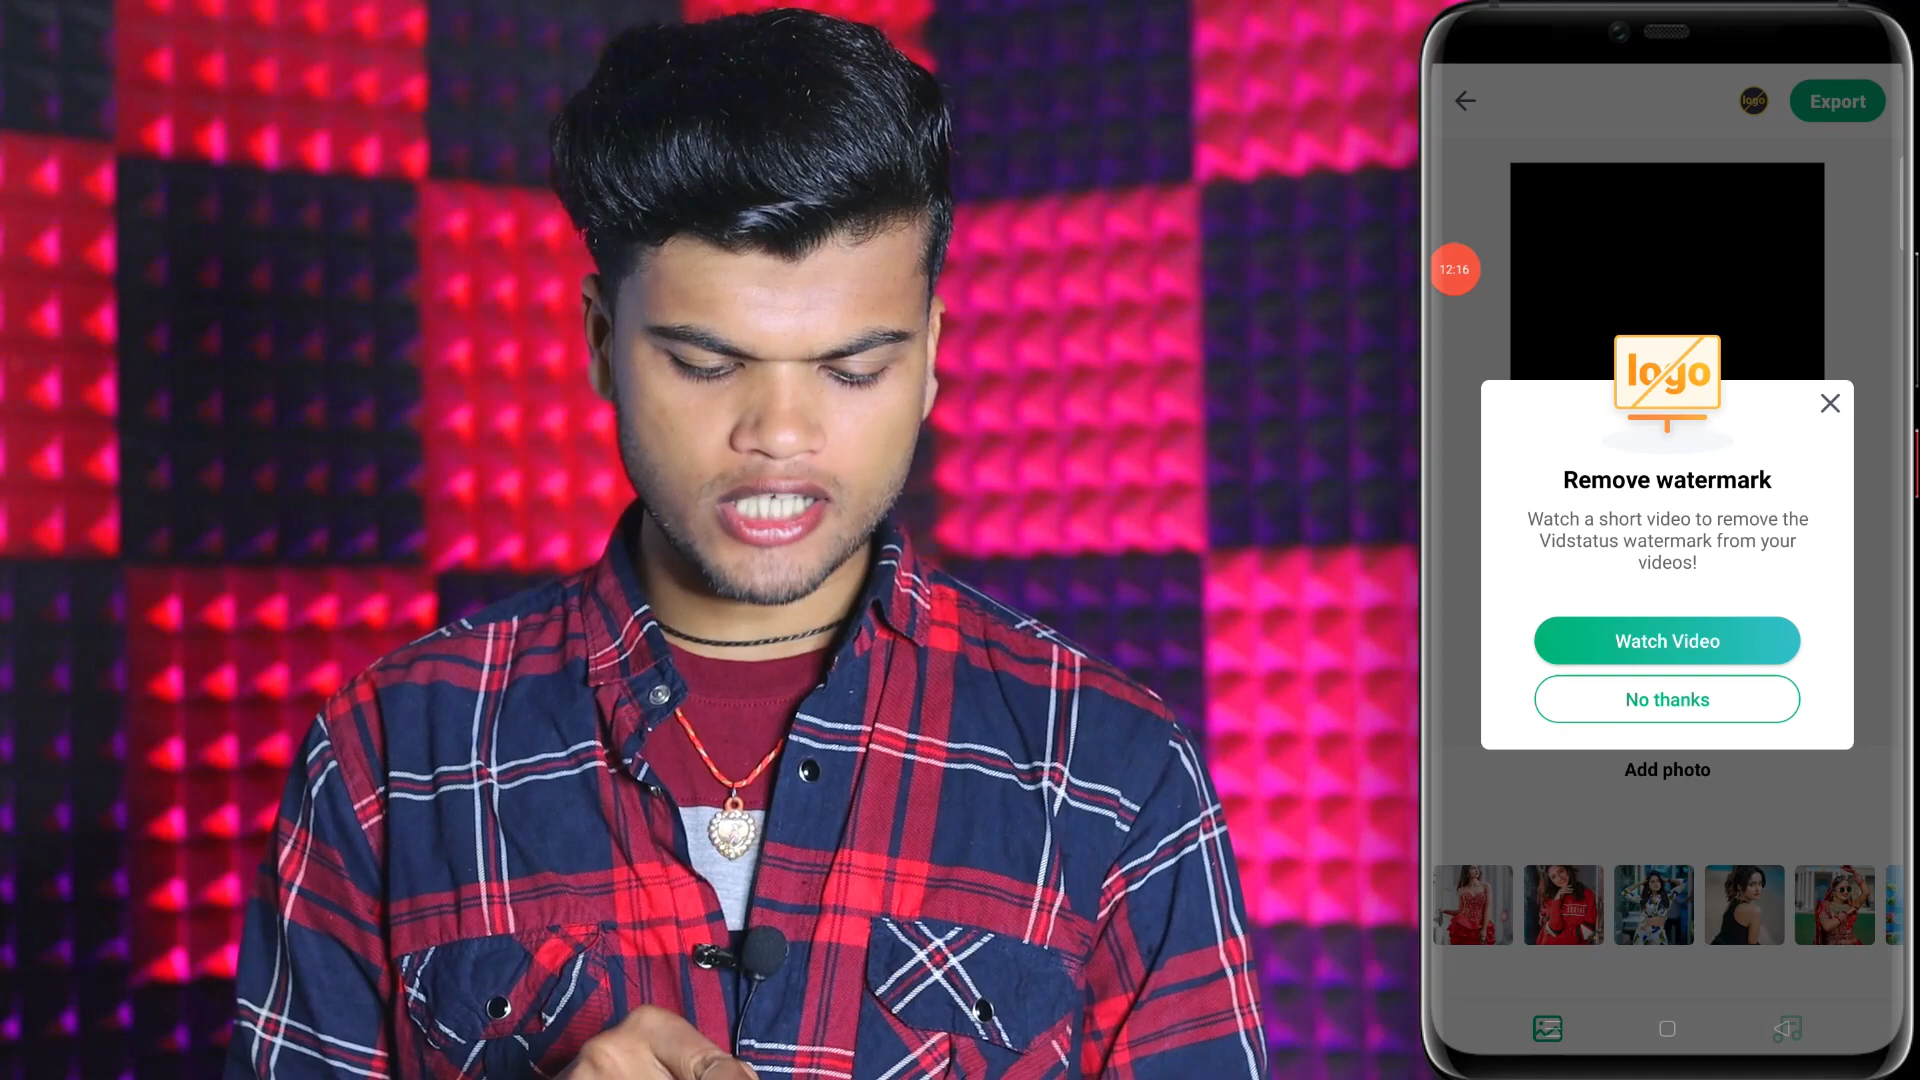 logo
Export
12:16
logo
Remove watermark
Watch a short video to remove the
Vidstatus watermark from your
videos!
Watch Video
No thanks
Add photo